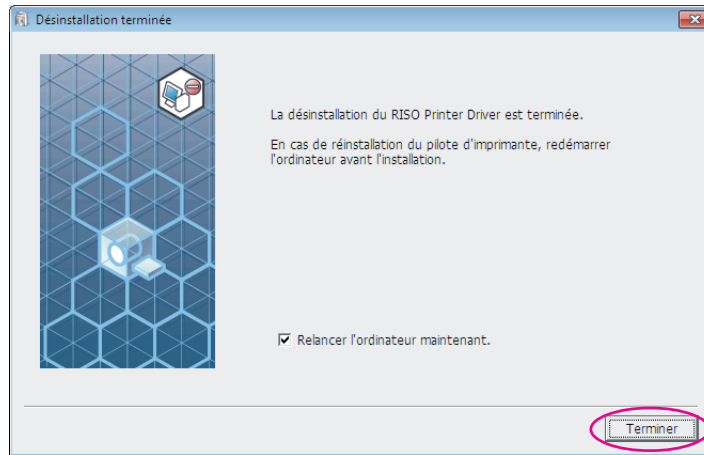 Désinstallation terminée
La désinstallation du RISO Printer Driver est terminée.
En cas de réinstallation du pilote d'imprimante, redémarrer
l'ordinateur avant l'installation.
Relancer l'ordinateur maintenant.
Terminer